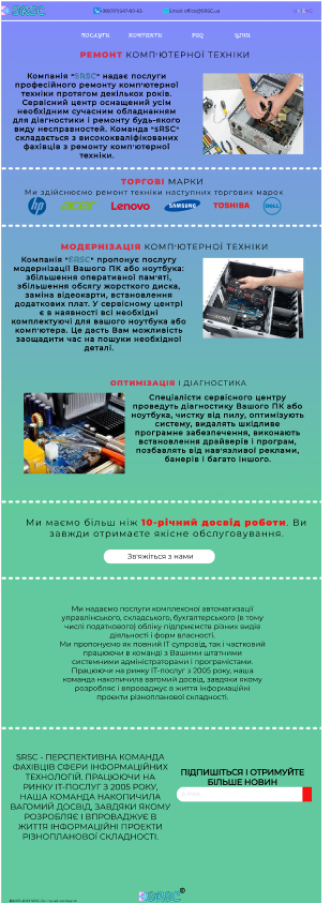 SRSC
Email: office@SRSC.ua
ПОСЛУГИ КОНТАКТИ FAQ ЦІНИ
РЕМОНТ КОМП'ЮТЕРНОЇ ТЕХНІКИ
Компанія "SRSC" надає послуги
професійного ремонту комп'ютерної
техніки протягом декількох років.
Сервісний центр оснащений усім
необхідним сучасним обладнанням
для діагностики і ремонту будь-якого
виду несправностей. Команда "SRSC"
складається з висококваліфікованих
фахівців з ремонту комп'ютерної
техніки.
ТОРГОВІ МАРКИ
Ми здійснюємо ремонт техніки наступних торгових марок
hp acer Lenovo SAMSUNG TOSHIBA DELL
МОДЕРНІЗАЦІЯ КОМП'ЮТЕРНОЇ ТЕХНІКИ
Компанія "SRSC" пропонує послугу
модернізації Вашого ПК або ноутбука:
збільшення оперативної пам'яті,
збільшення обсягу жорсткого диска,
заміна відеокарти, встановлення
додаткових плат. У сервісному центрі
є в наявності всі необхідні
комплектуючі для вашого ноутбука або
комп'ютера. Це дасть Вам можливість
заощадити час на пошуки необхідної
деталі.
ОПТИМІЗАЦІЯ І ДІАГНОСТИКА
Спеціалісти сервісного центру
проведуть діагностику Вашого ПК або
ноутбука, чистку від пилу, оптимізують
систему, видалять шкідливе
програмне забезпечення, виконають
встановлення драйверів і програм,
позбавлять від нав'язливої реклами,
банерів і багато іншого.
Ми маємо більш ніж 10-річний досвід роботи. Ви
завжди отримаєте якісне обслуговування.
Зв'яжіться з нами
Ми надаємо послуги комплексної автоматизації
управлінського, складського, бухгалтерського (в тому
числі податкового) обліку підприємств різних видів
діяльності і форм власності.
Ми пропонуємо як повний ІТ супровід, так і частковий
працюючи в команді з Вашими штатними
системними адміністраторами і програмістами.
Працюючи на ринку ІТ-послуг з 2005 року, наша
команда накопичила вагомий досвід, завдяки якому
розробляє і впроваджує в життя інформаційні
проекти різнопланової складності.
SRSC - ПЕРСПЕКТИВНА КОМАНДА
ФАХІВЦІВ СФЕРИ ІНФОРМАЦІЙНИХ
ТЕХНОЛОГІЙ. ПРАЦЮЮЧИ НА
РИНКУ ІТ-ПОСЛУГ З 2005 РОКУ,
НАША КОМАНДА НАКОПИЧИЛА
ВАГОМИЙ ДОСВІД, ЗАВДЯКИ ЯКОМУ
РОЗРОБЛЯЄ І ВПРОВАДЖУЄ В
ЖИТТЯ ІНФОРМАЦІЙНІ ПРОЕКТИ
РІЗНОПЛАНОВОЇ СКЛАДНОСТІ.
ПІДПИШІТЬСЯ І ОТРИМУЙТЕ
БІЛЬШЕ НОВИН
SRSC